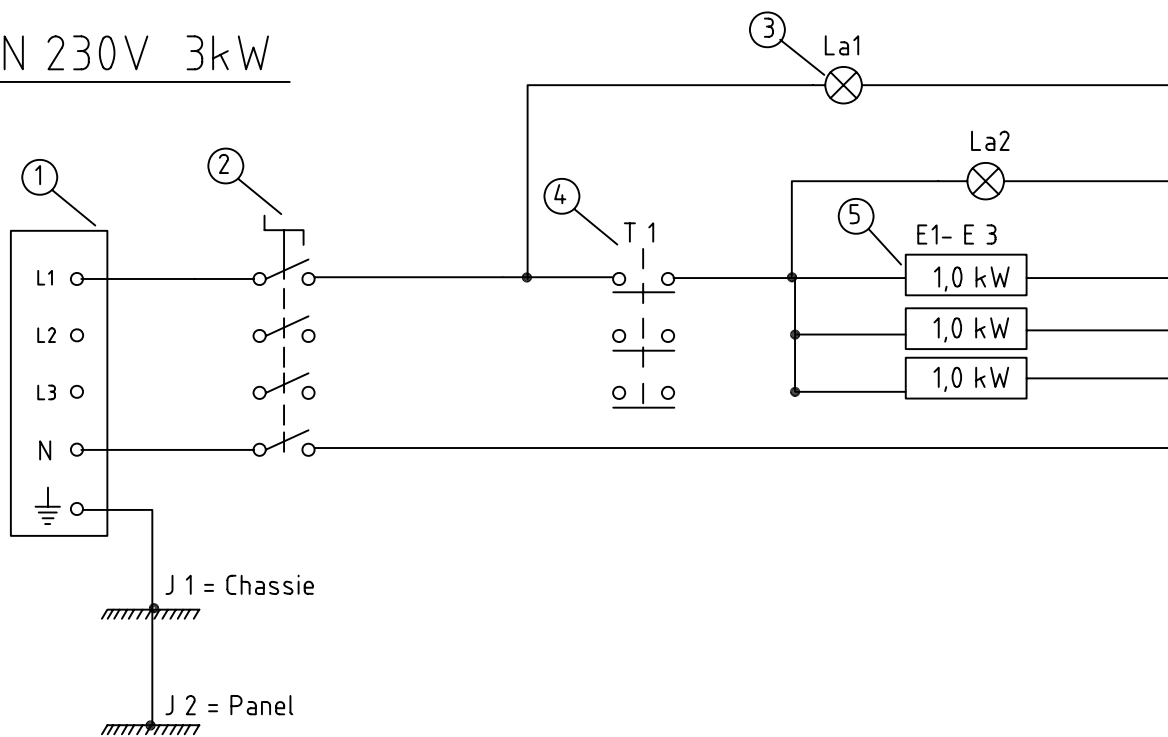 N 230V 3kW
3
La1
La2
1
2
4
T 1
5
E1- E 3
L1
1,0 kW
L2
1,0 kW
L3
1,0 kW
N
J 1 = Chassie
J 2 = Panel